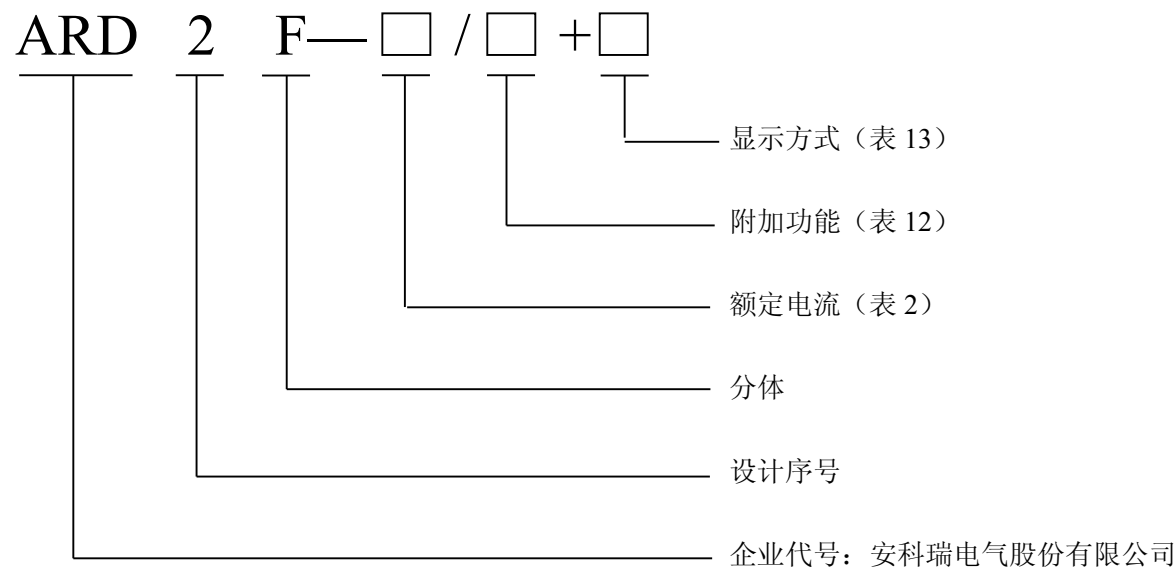 ARD 2 F—□ / □ +□
显示方式（表 13）
附加功能（表 12）
额定电流（表 2）
分体
设计序号
企业代号：安科瑞电气股份有限公司